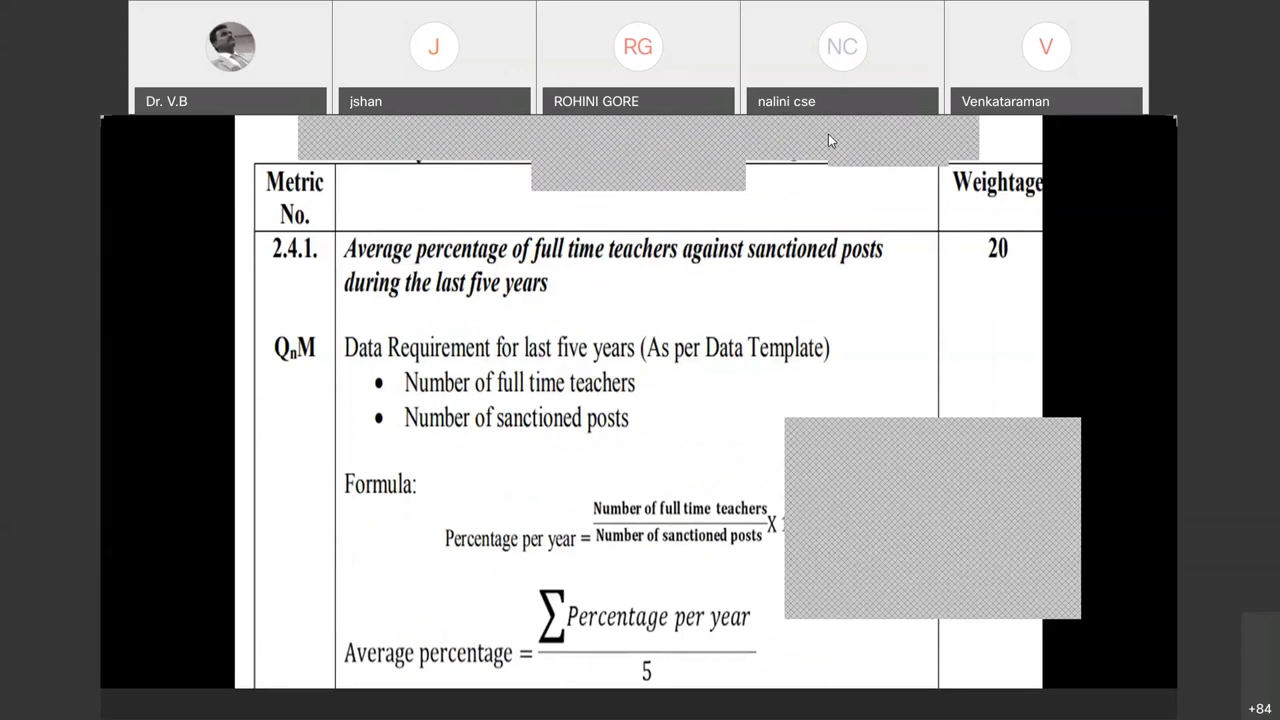 J
RG
NC
V
Dr. V.B
jshan
ROHINI GORE
nalini cse
Venkataraman
Metric
No.
Weightage
2.4.1.
Average percentage of full time teachers against sanctioned posts
during the last five years
20
QnM
Data Requirement for last five years (As per Data Template)
• Number of full time teachers
• Number of sanctioned posts
Formula:
Number of full time teachers
Percentage per year = Number of sanctioned posts X
∑Percentage per year
Average percentage =
5
+84